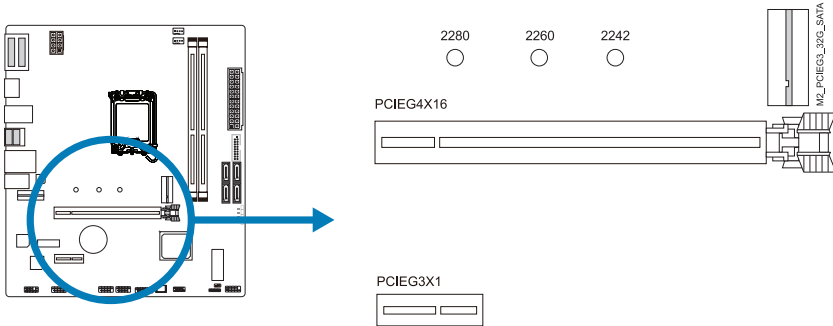 2280 2260 2242
M2_PCIEG3_32G_SATA
PCIEG4X16
PCIEG3X1